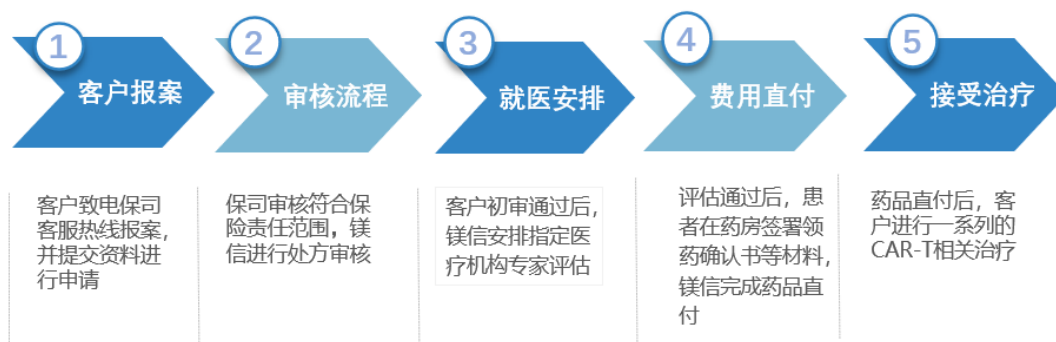 1
客户报案
2
审核流程
3
就医安排
4
费用直付
5
接受治疗
客户致电保司
客服热线报案，
并提交资料进
行申请
保司审核符合保
险责任范围，镁
信进行处方审核
客户初审通过后，
镁信安排指定医
疗机构专家评估
评估通过后，患
者在药房签署领
药确认书等材料，
镁信完成药品直
付
药品直付后，客
户进行一系列的
CAR-T相关治疗